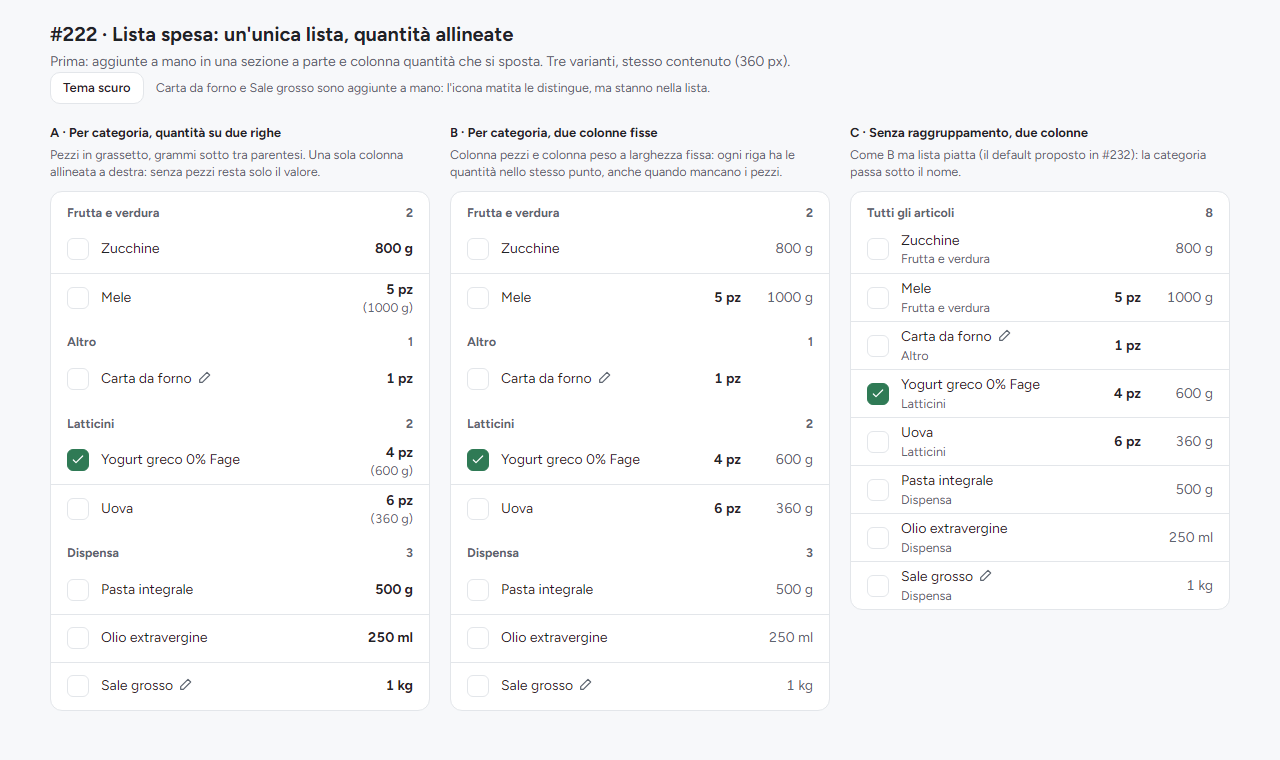 #222 · Lista spesa: un'unica lista, quantità allineate
Prima: aggiunte a mano in una sezione a parte e colonna quantità che si sposta. Tre varianti, stesso contenuto (360 px).
Tema scuro
Carta da forno e Sale grosso sono aggiunte a mano: l'icona matita le distingue, ma stanno nella lista.
A · Per categoria, quantità su due righe
Pezzi in grassetto, grammi sotto tra parentesi. Una sola colonna
allineata a destra: senza pezzi resta solo il valore.
Frutta e verdura 2
Zucchine 800 g
Mele 5 pz
(1000 g)
Altro 1
Carta da forno 1 pz
Latticini 2
Yogurt greco 0% Fage 4 pz
(600 g)
Uova 6 pz
(360 g)
Dispensa 3
Pasta integrale 500 g
Olio extravergine 250 ml
Sale grosso 1 kg
B · Per categoria, due colonne fisse
Colonna pezzi e colonna peso a larghezza fissa: ogni riga ha le
quantità nello stesso punto, anche quando mancano i pezzi.
Frutta e verdura 2
Zucchine 800 g
Mele 5 pz 1000 g
Altro 1
Carta da forno 1 pz
Latticini 2
Yogurt greco 0% Fage 4 pz 600 g
Uova 6 pz 360 g
Dispensa 3
Pasta integrale 500 g
Olio extravergine 250 ml
Sale grosso 1 kg
C · Senza raggruppamento, due colonne
Come B ma lista piatta (il default proposto in #232): la categoria
passa sotto il nome.
Tutti gli articoli 8
Zucchine 800 g
Frutta e verdura
Mele 5 pz 1000 g
Frutta e verdura
Carta da forno 1 pz
Altro
Yogurt greco 0% Fage 4 pz 600 g
Latticini
Uova 6 pz 360 g
Latticini
Pasta integrale 500 g
Dispensa
Olio extravergine 250 ml
Dispensa
Sale grosso 1 kg
Dispensa